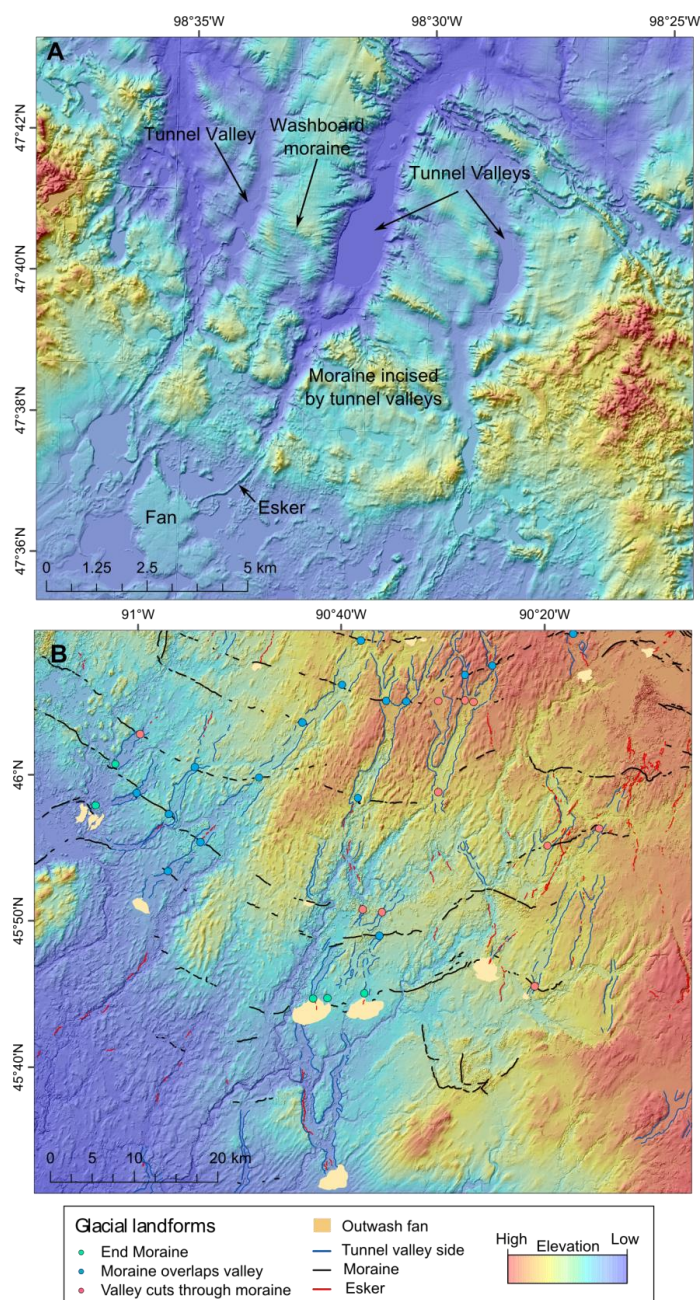 98°35'W
98°30'W
98°25'W
A
47°42'N
Tunnel Valley
Washboard
moraine
Tunnel Valleys
47°40'N
Moraine incised
by tunnel valleys
47°38'N
Esker
Fan
47°36'N
0 1.25 2.5 5 km
91°W
90°40'W
90°20'W
B
46°N
45°50'N
45°40'N
0 5 10 20 km
Glacial landforms
End Moraine
Moraine overlaps valley
Valley cuts through moraine
Outwash fan
Tunnel valley side
Moraine
Esker
High Elevation Low